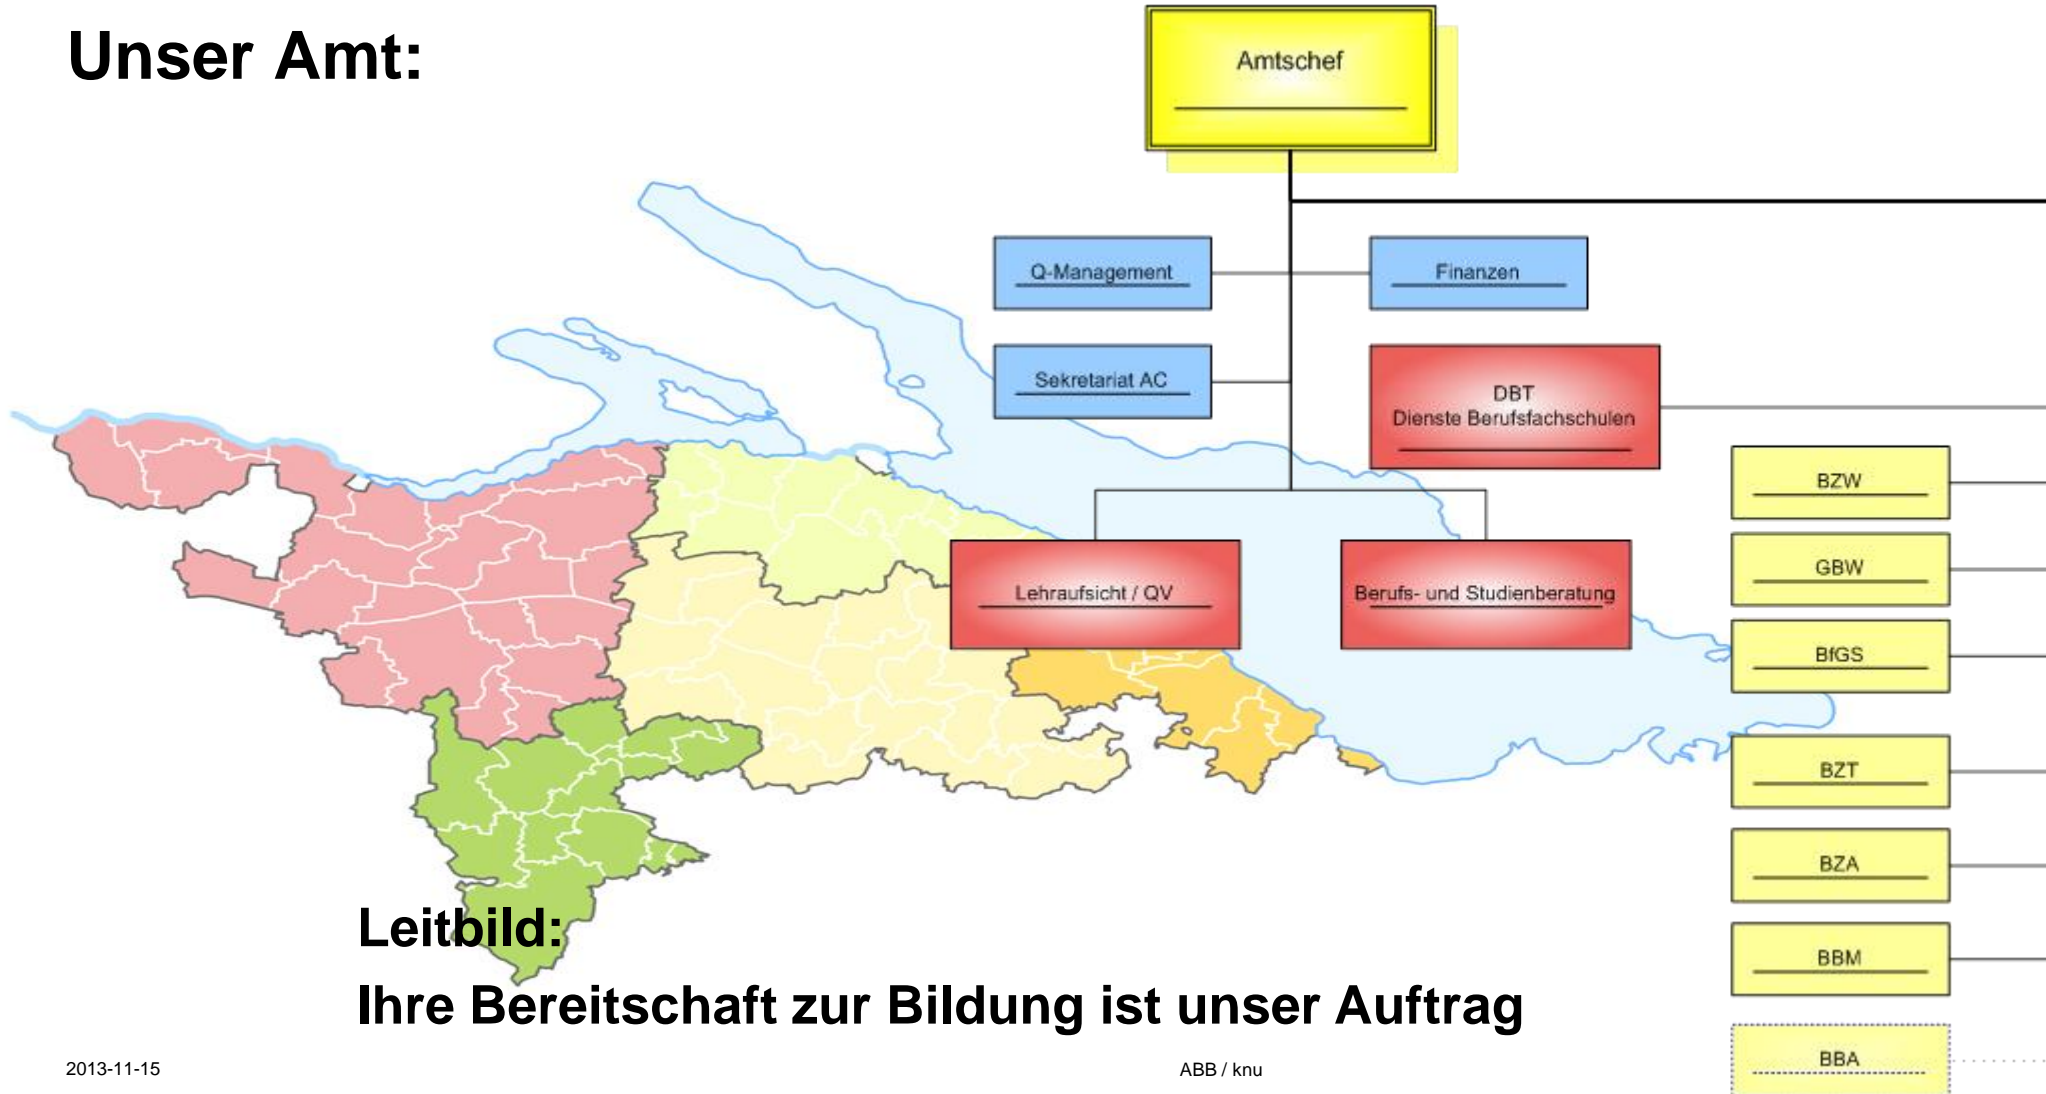 Unser Amt:
Amtschef
Q-Management
Finanzen
Sekretariat AC
DBT
Dienste Berufsfachschulen
Lehraufsicht / QV
Berufs- und Studienberatung
BZW
GBW
BfGS
BZT
BZA
BBM
BBA
Leitbild:
Ihre Bereitschaft zur Bildung ist unser Auftrag
2013-11-15
ABB / knu